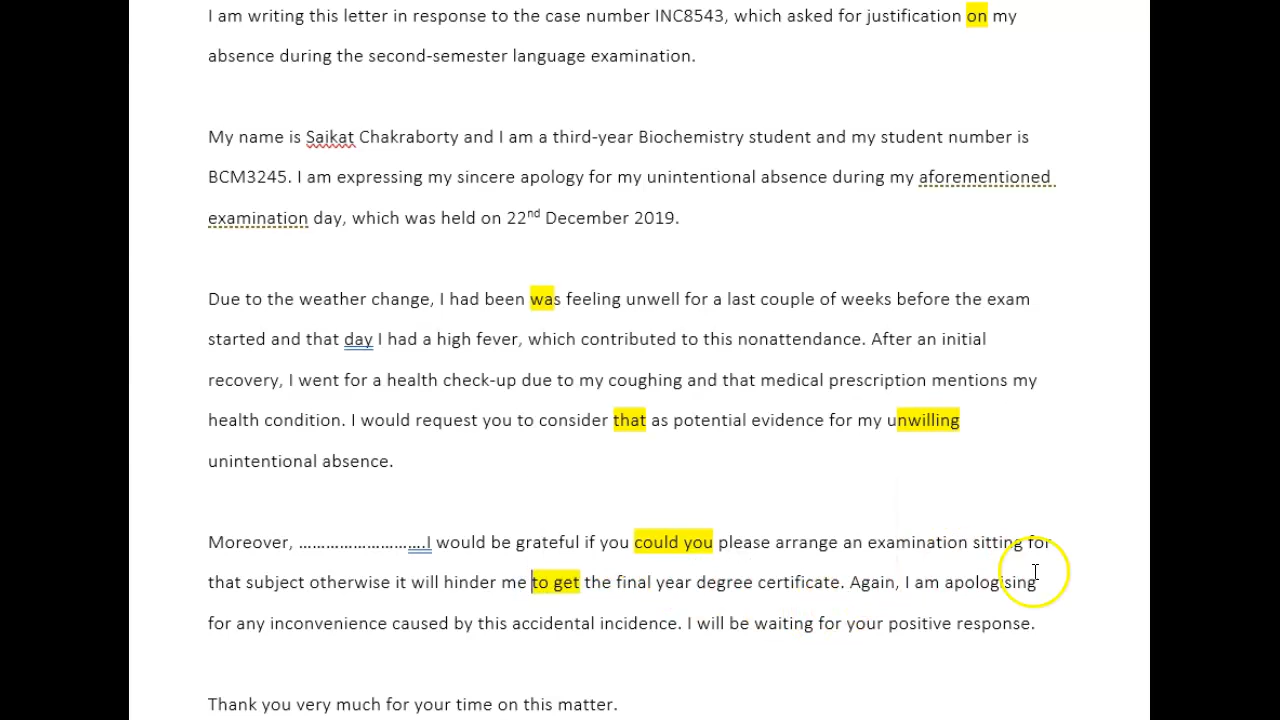 I am writing this letter in response to the case number INC8543, which asked for justification on my
absence during the second-semester language examination.
My name is Saikat Chakraborty and I am a third-year Biochemistry student and my student number is
BCM3245. I am expressing my sincere apology for my unintentional absence during my aforementioned
examination day, which was held on 22nd December 2019.
Due to the weather change, I had been was feeling unwell for a last couple of weeks before the exam
started and that day I had a high fever, which contributed to this nonattendance. After an initial
recovery, I went for a health check-up due to my coughing and that medical prescription mentions my
health condition. I would request you to consider that as potential evidence for my unwilling
unintentional absence.
Moreover, ……………………….I would be grateful if you could you please arrange an examination sitting for
that subject otherwise it will hinder me to get the final year degree certificate. Again, I am apologising
for any inconvenience caused by this accidental incidence. I will be waiting for your positive response.
Thank you very much for your time on this matter.